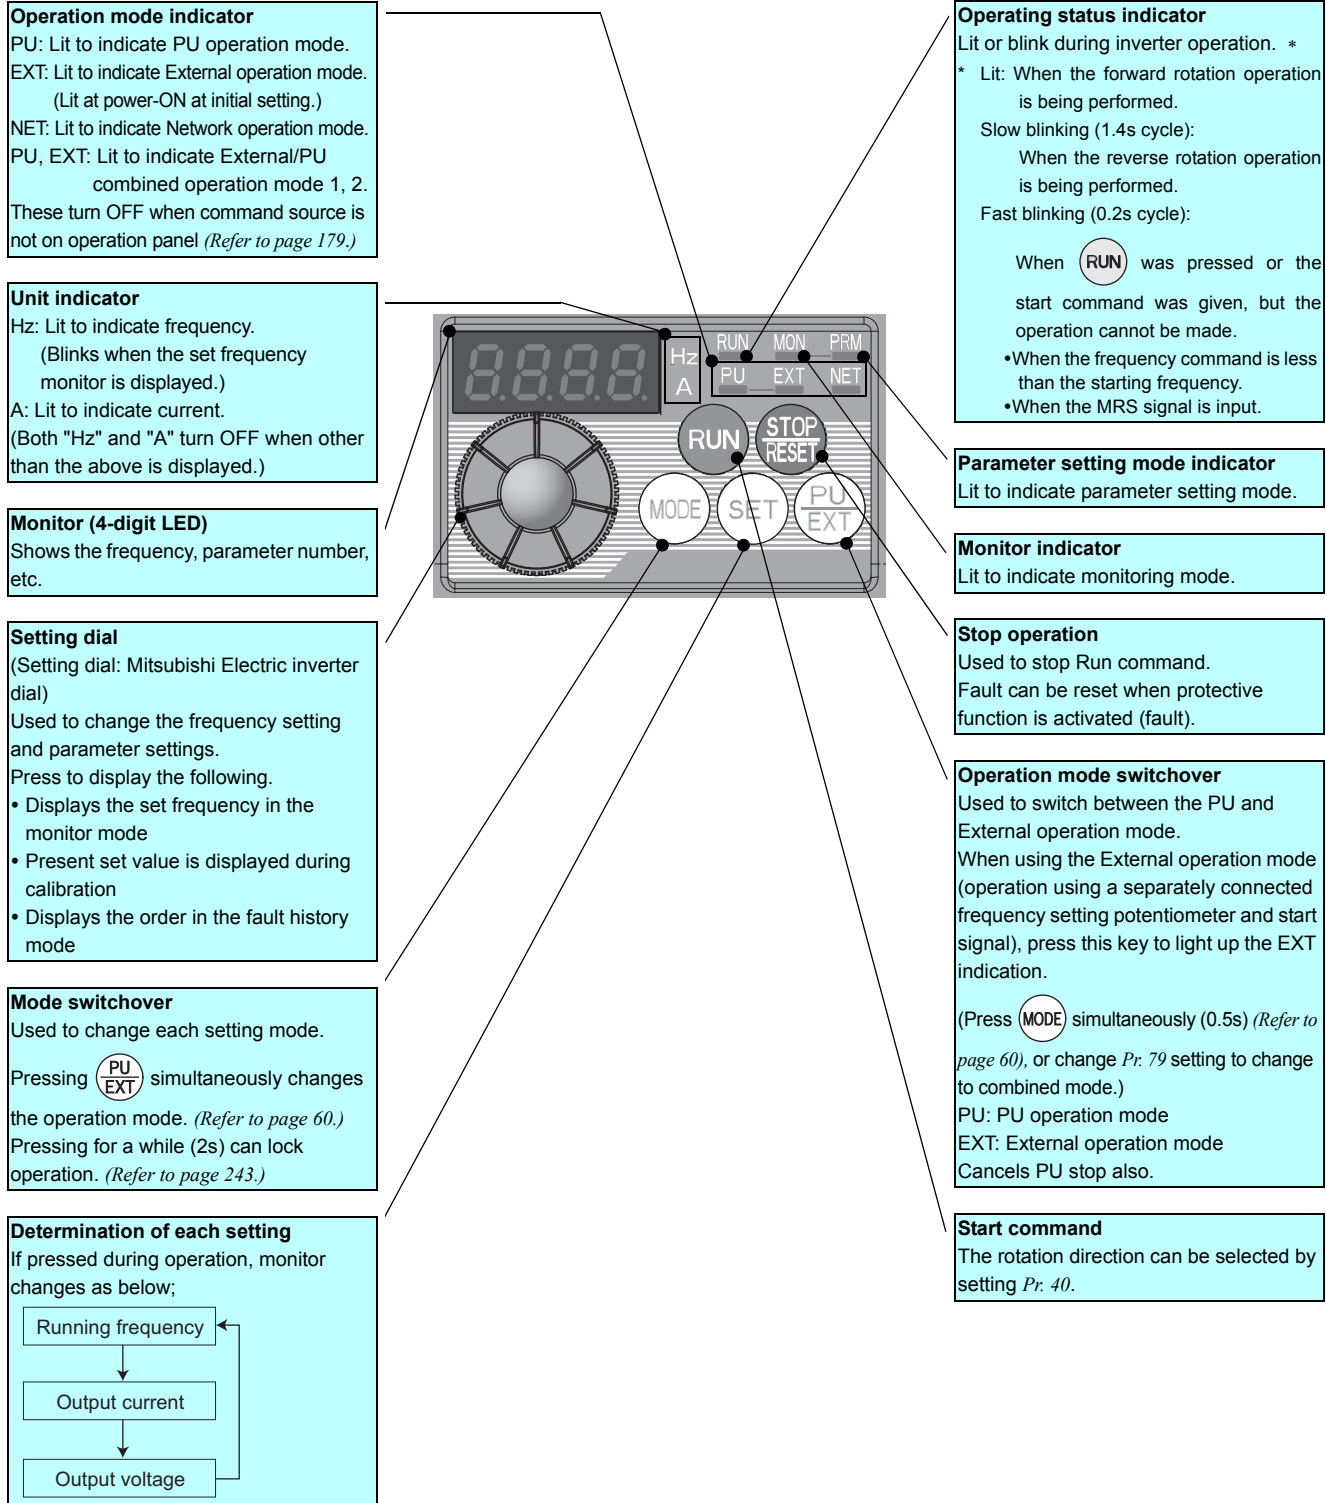 Operation mode indicator
PU: Lit to indicate PU operation mode.
EXT: Lit to indicate External operation mode.
(Lit at power-ON at initial setting.)
NET: Lit to indicate Network operation mode.
PU, EXT: Lit to indicate External/PU
combined operation mode 1, 2.
These turn OFF when command source is
not on operation panel (Refer to page 179.)
Unit indicator
Hz: Lit to indicate frequency.
(Blinks when the set frequency
monitor is displayed.)
A: Lit to indicate current.
(Both "Hz" and "A" turn OFF when other
than the above is displayed.)
Monitor (4-digit LED)
Shows the frequency, parameter number,
etc.
Setting dial
(Setting dial: Mitsubishi Electric inverter
dial)
Used to change the frequency setting
and parameter settings.
Press to display the following.
• Displays the set frequency in the
monitor mode
• Present set value is displayed during
calibration
• Displays the order in the fault history
mode
Mode switchover
Used to change each setting mode.
Pressing PU EXT simultaneously changes
the operation mode. (Refer to page 60.)
Pressing for a while (2s) can lock
operation. (Refer to page 243.)
Determination of each setting
If pressed during operation, monitor
changes as below;
Running frequency
Output current
Output voltage
8.8.8.8.
Hz
A
RUN MON PRM
PU EXT NET
RUN
STOP
RESET
MODE
SET
PU
EXT
Operating status indicator
Lit or blink during inverter operation. *
* Lit: When the forward rotation operation
is being performed.
Slow blinking (1.4s cycle):
When the reverse rotation operation
is being performed.
Fast blinking (0.2s cycle):
When RUN was pressed or the
start command was given, but the
operation cannot be made.
•When the frequency command is less
than the starting frequency.
•When the MRS signal is input.
Parameter setting mode indicator
Lit to indicate parameter setting mode.
Monitor indicator
Lit to indicate monitoring mode.
Stop operation
Used to stop Run command.
Fault can be reset when protective
function is activated (fault).
Operation mode switchover
Used to switch between the PU and
External operation mode.
When using the External operation mode
(operation using a separately connected
frequency setting potentiometer and start
signal), press this key to light up the EXT
indication.
(Press MODE simultaneously (0.5s) (Refer to
page 60), or change Pr. 79 setting to change
to combined mode.)
PU: PU operation mode
EXT: External operation mode
Cancels PU stop also.
Start command
The rotation direction can be selected by
setting Pr. 40.